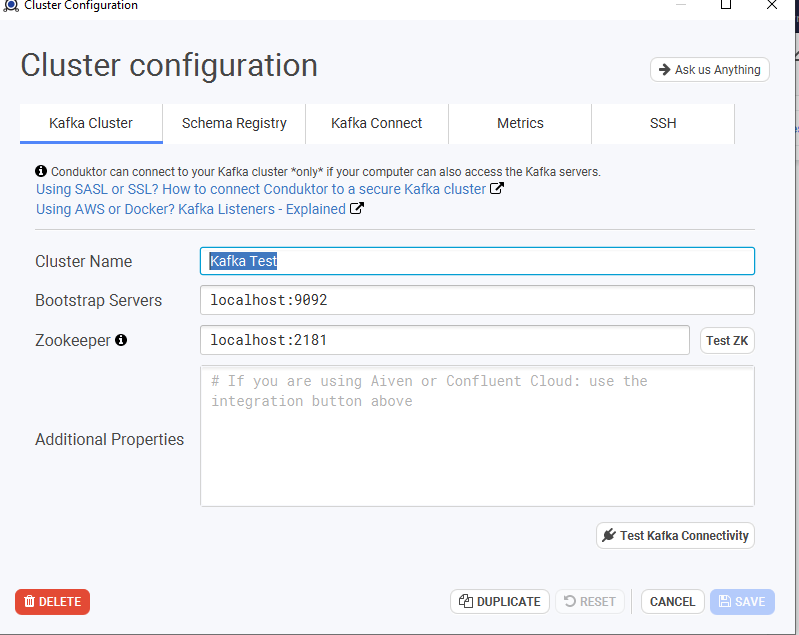 Cluster Configuration
Cluster configuration
Ask us Anything
Kafka Cluster
Schema Registry
Kafka Connect
Metrics
SSH
Conduktor can connect to your Kafka cluster *only* if your computer can also access the Kafka servers.
Using SASL or SSL? How to connect Conduktor to a secure Kafka cluster
Using AWS or Docker? Kafka Listeners - Explained
Cluster Name
Kafka Test
Bootstrap Servers
localhost:9092
Zookeeper
localhost:2181
Test ZK
Additional Properties
# If you are using Aiven or Confluent Cloud: use the
integration button above
Test Kafka Connectivity
DELETE
DUPLICATE
RESET
CANCEL
SAVE